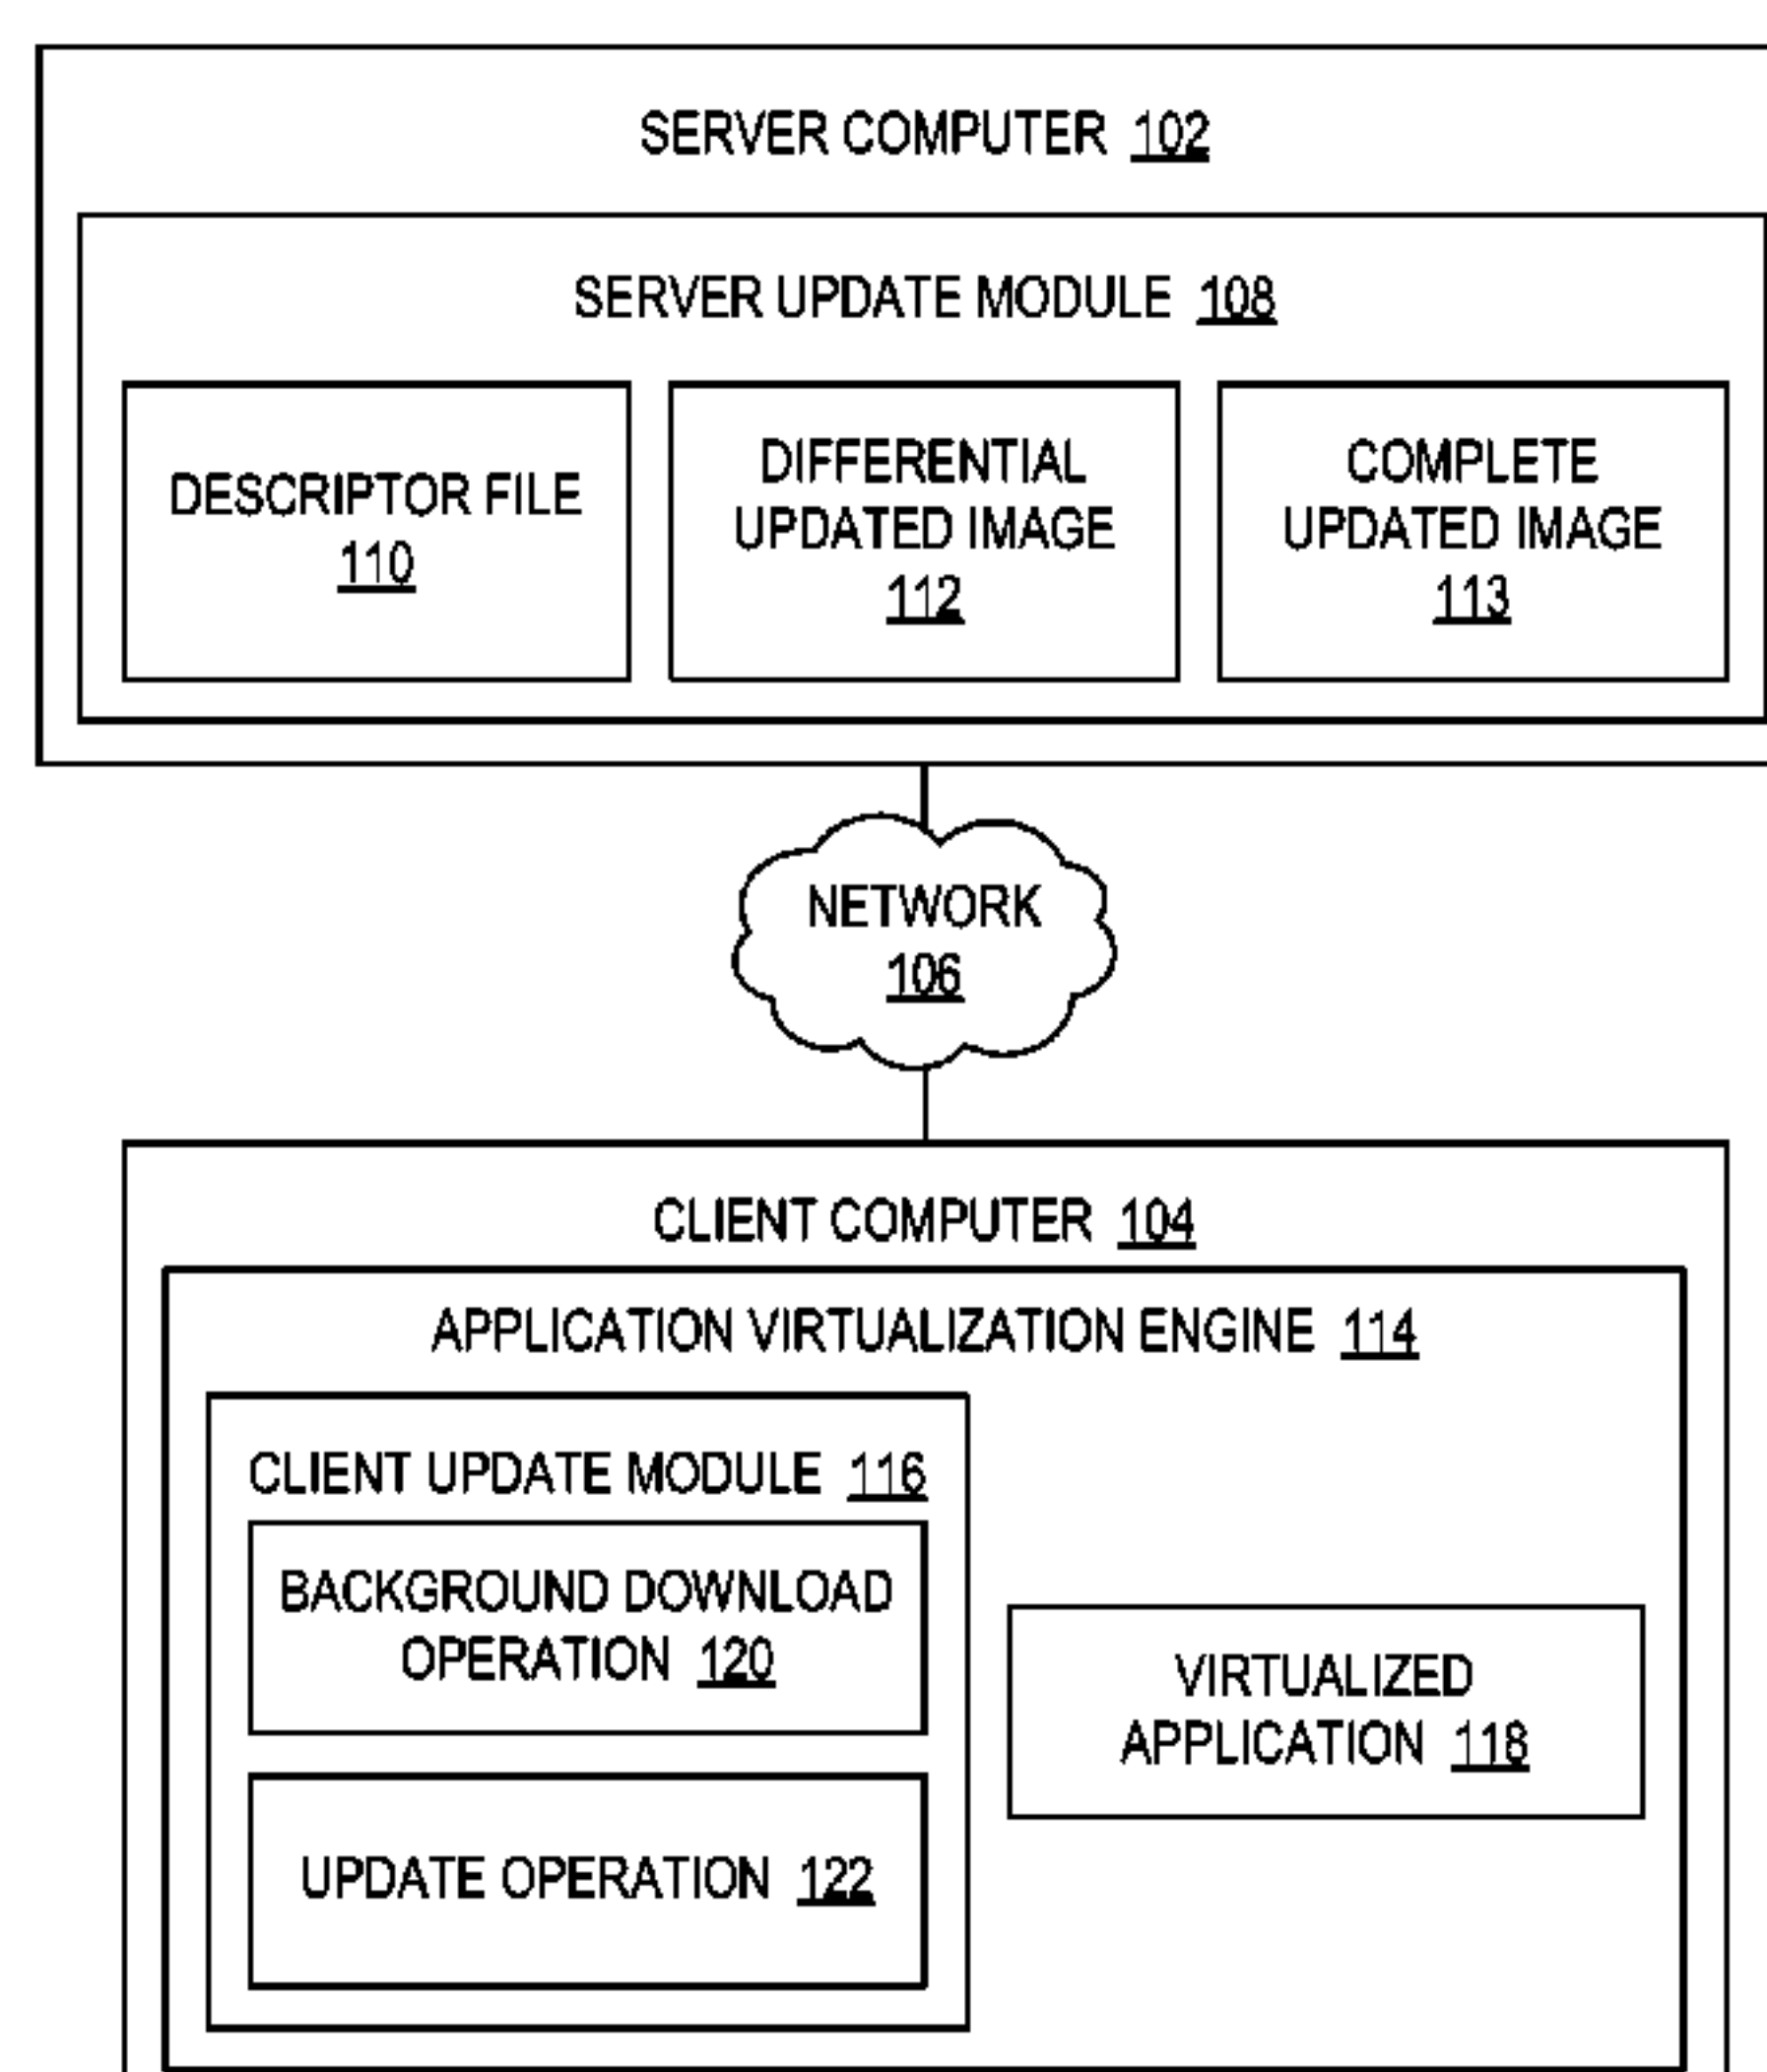 SERVER COMPUTER 102
SERVER UPDATE MODULE 108
DESCRIPTOR FILE
110
DIFFERENTIAL
UPDATED IMAGE
112
COMPLETE
UPDATED IMAGE
113
NETWORK
106
CLIENT COMPUTER 104
APPLICATION VIRTUALIZATION ENGINE 114
CLIENT UPDATE MODULE 116
BACKGROUND DOWNLOAD
OPERATION 120
UPDATE OPERATION 122
VIRTUALIZED
APPLICATION 118